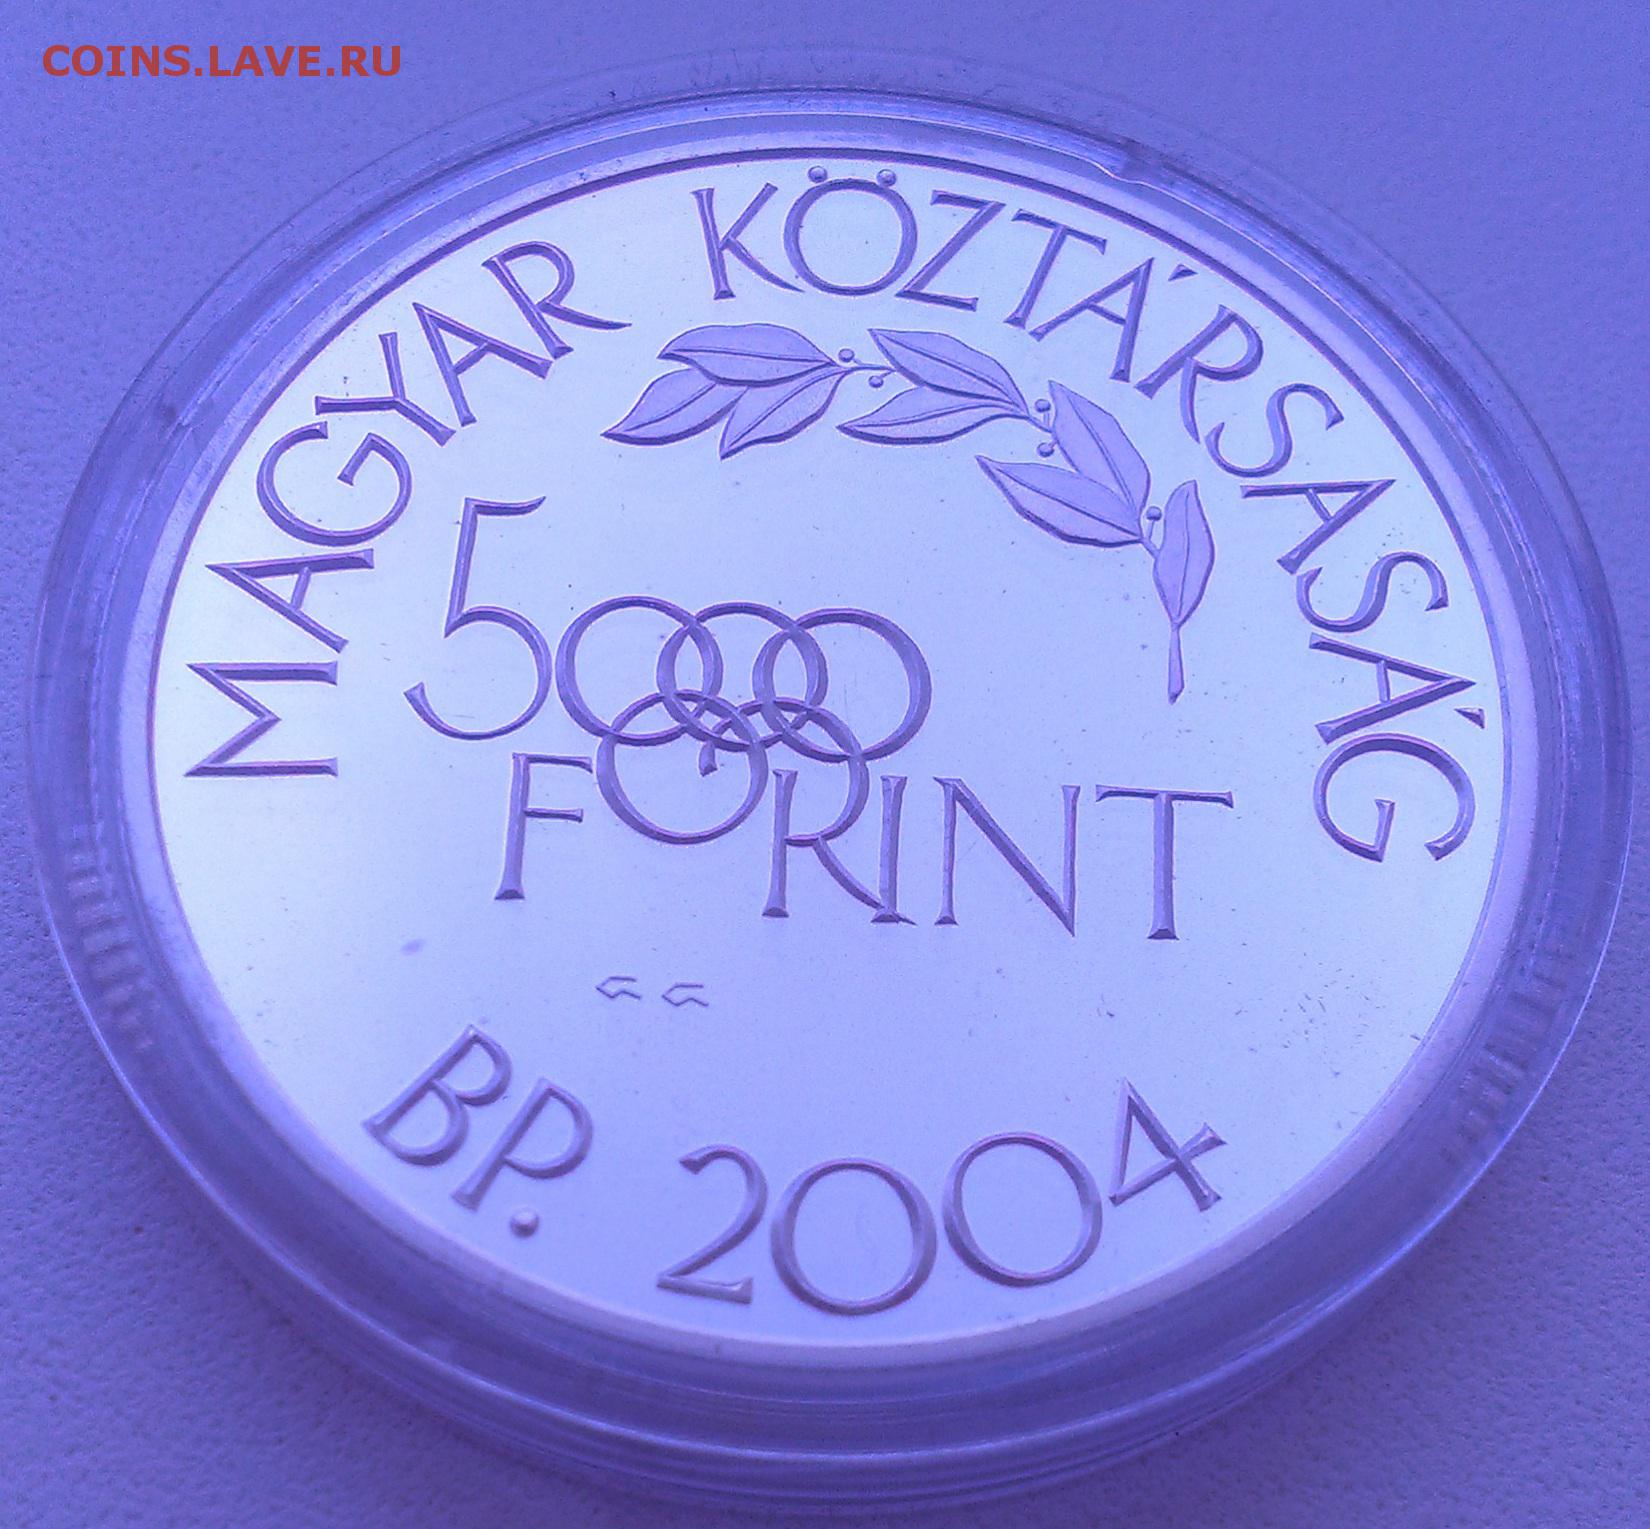 COINS.LAVE.RU
MAGYAR KÖZTÁRSASÁG
5000
FORINT
BP. 2004